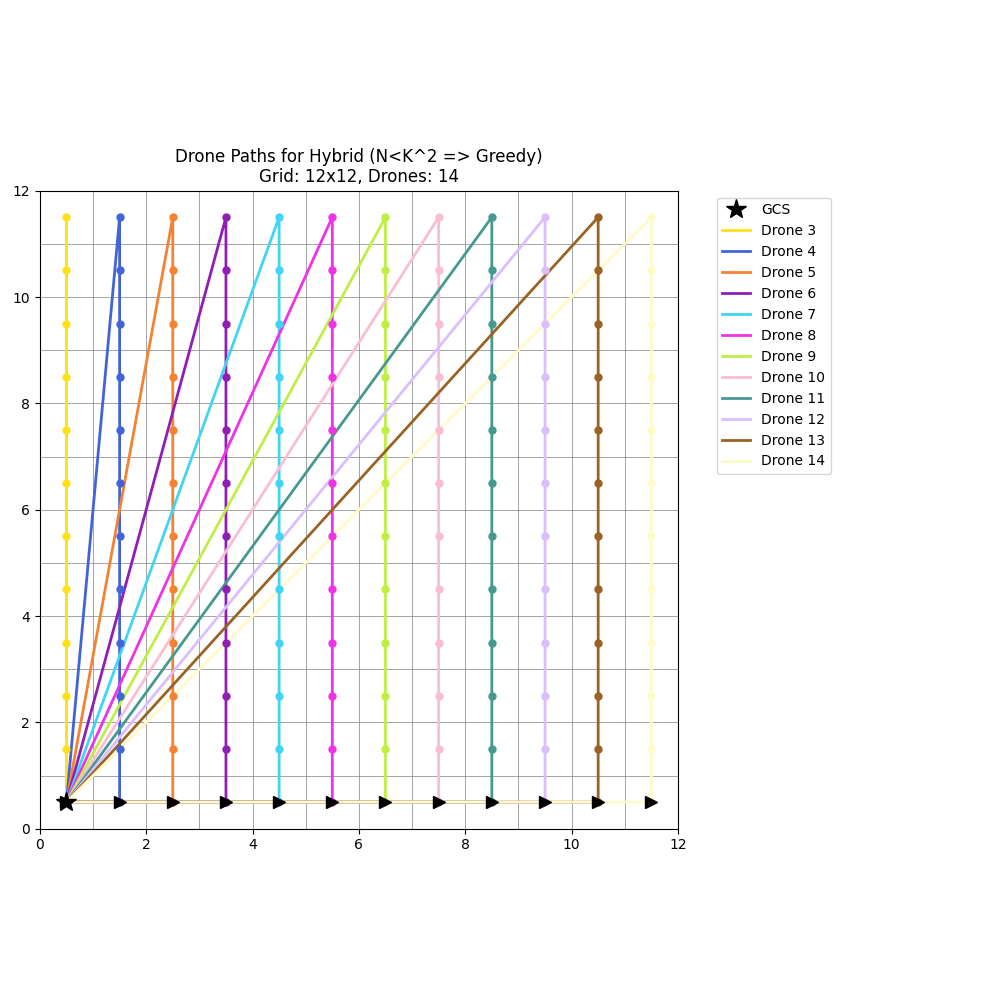 Drone Paths for Hybrid (N<K^2 => Greedy)
Grid: 12x12, Drones: 14
12
10
8
6
4
2
0
0 2 4 6 8 10 12
GCS
Drone 3
Drone 4
Drone 5
Drone 6
Drone 7
Drone 8
Drone 9
Drone 10
Drone 11
Drone 12
Drone 13
Drone 14